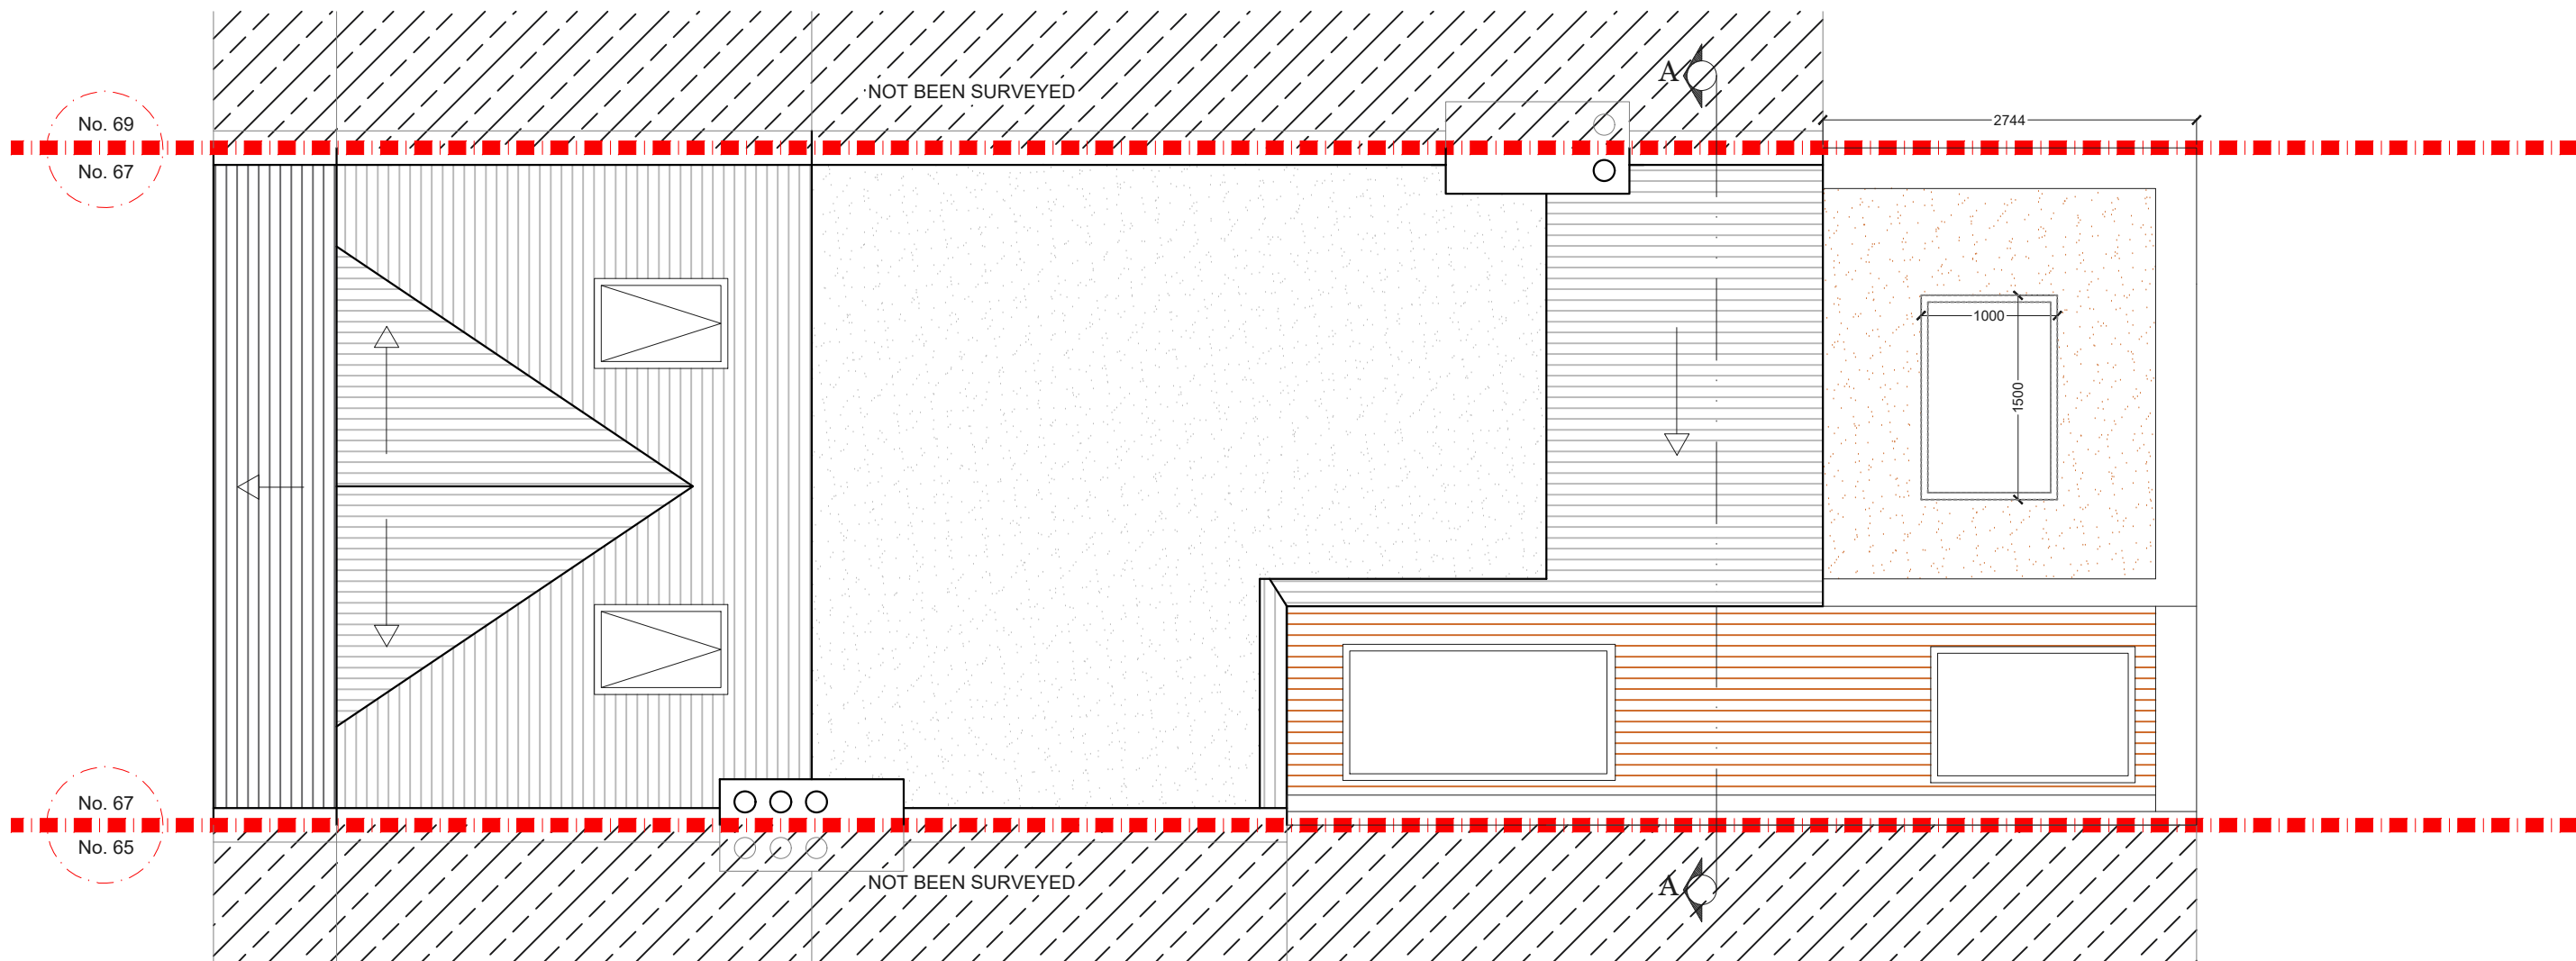 NOT BEEN SURVEYED
A
No. 69
2744
No. 67
1000
1500
No. 67
No. 65
NOT BEEN SURVEYED
A